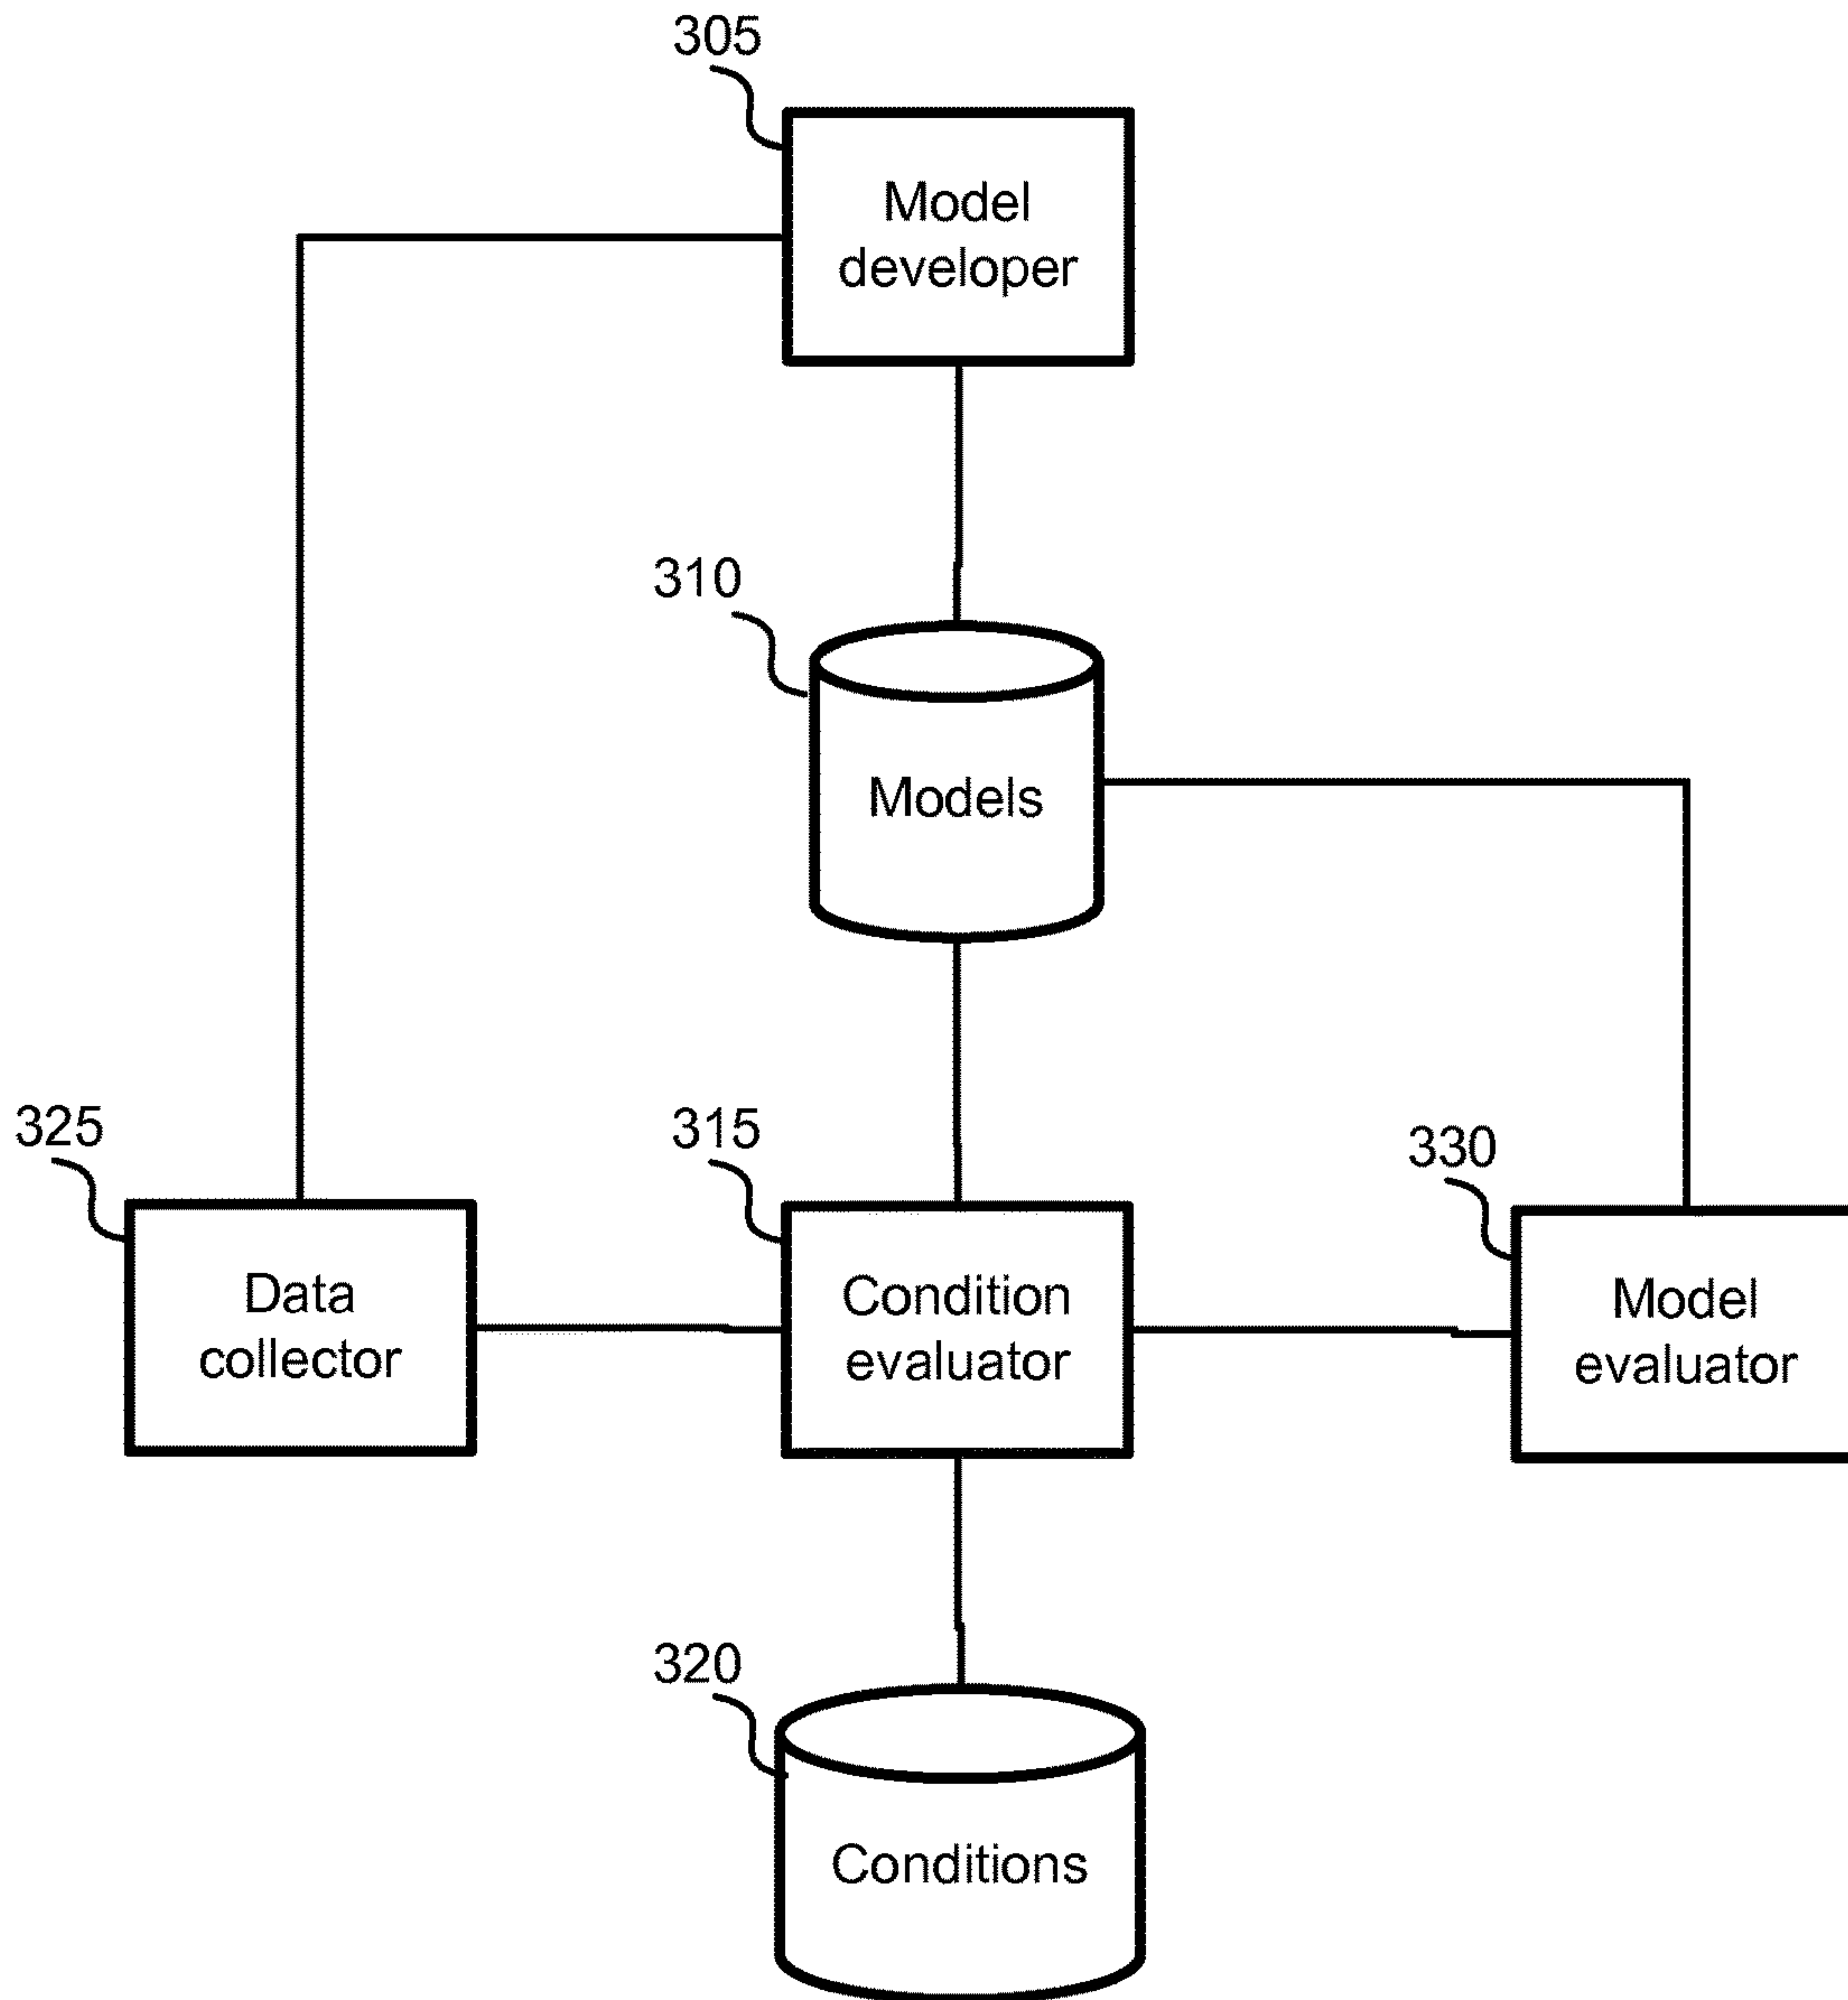 305
Model
developer
310
Models
325
315
330
Data
collector
Condition
evaluator
Model
evaluator
320
Conditions